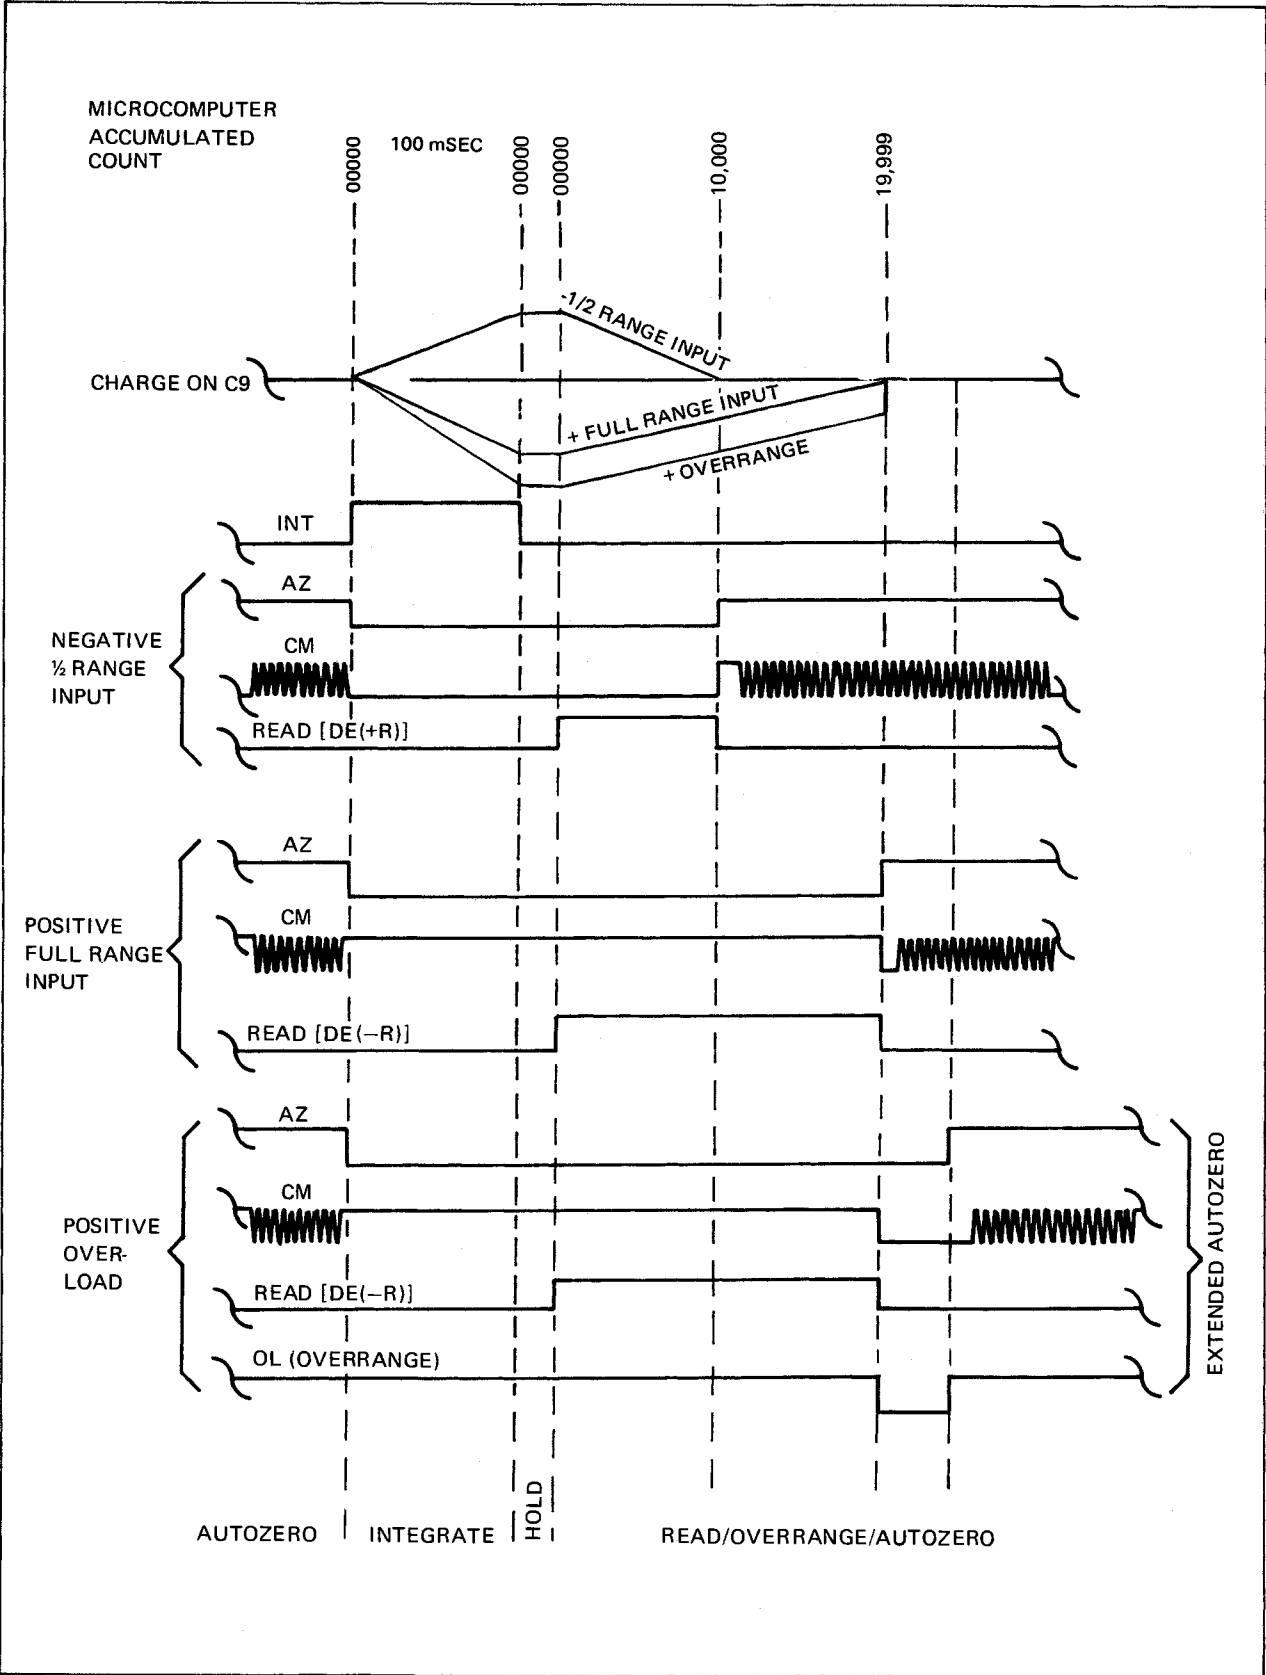 MICROCOMPUTER
ACCUMULATED
COUNT
00000
100 mSEC
00000
00000
10,000
19,999
-1/2 RANGE INPUT
CHARGE ON C9
+ FULL RANGE INPUT
+ OVERRANGE
INT
NEGATIVE
½ RANGE
INPUT
AZ
CM
READ [DE(+R)]
POSITIVE
FULL RANGE
INPUT
AZ
CM
READ [DE(—R)]
POSITIVE
OVER-
LOAD
AZ
CM
READ [DE(—R)]
OL (OVERRANGE)
EXTENDED AUTOZERO
AUTOZERO
INTEGRATE
HOLD
READ/OVERRANGE/AUTOZERO